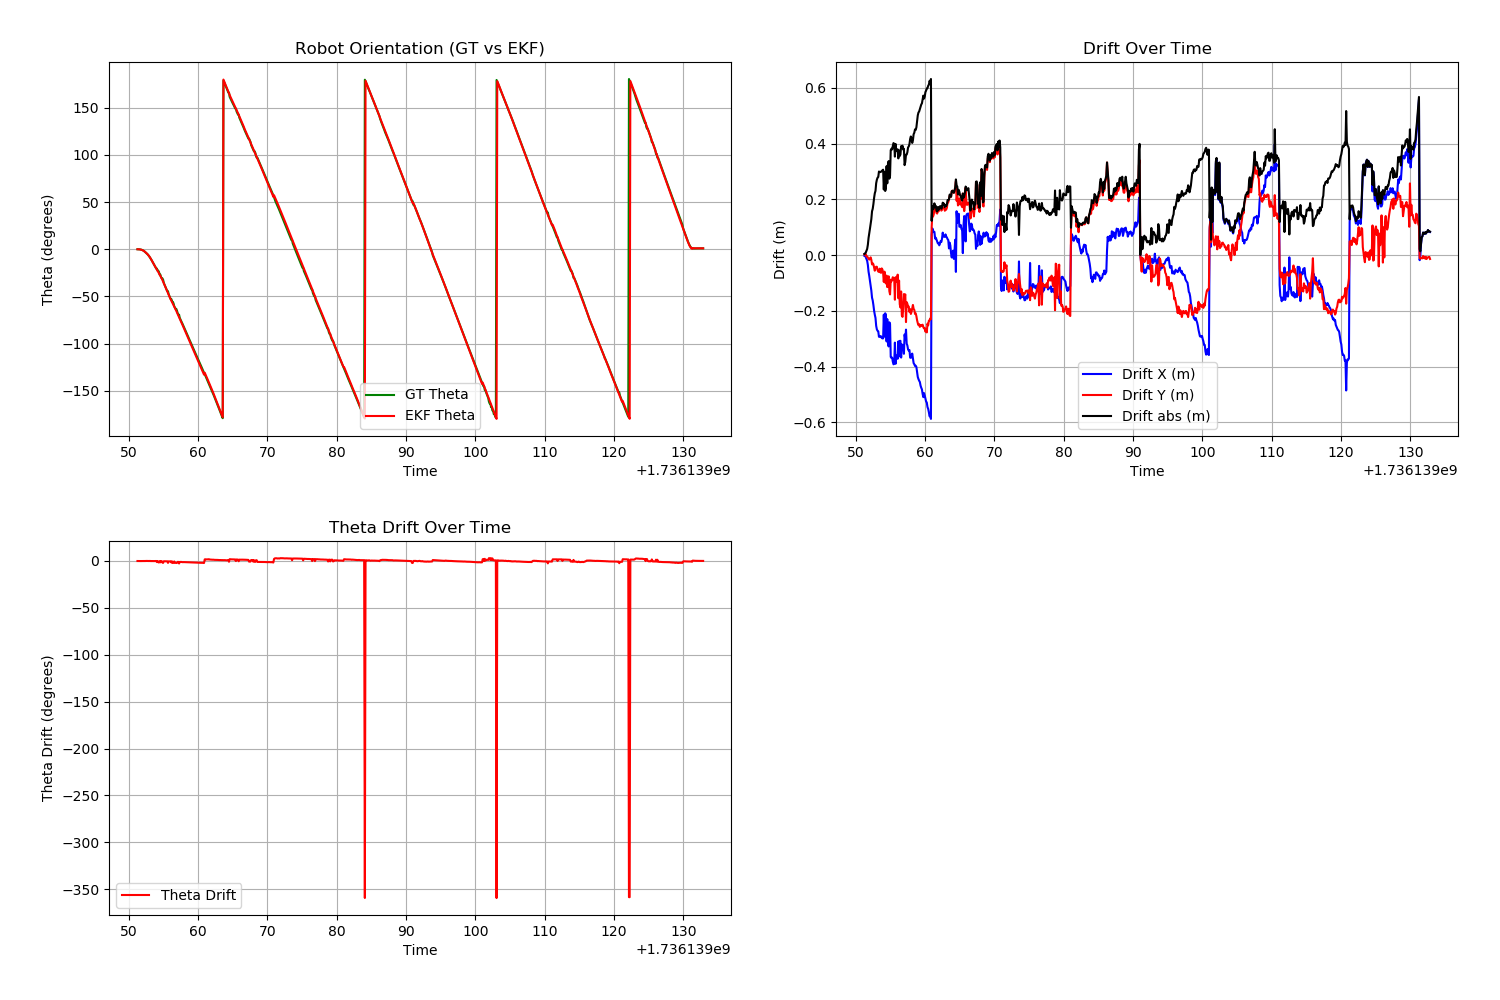 Robot Orientation (GT vs EKF)
Theta (degrees)
150
100
50
0
−50
−100
−150
GT Theta
EKF Theta
50 60 70 80 90 100 110 120 130
Time
+1.736139e9
Drift Over Time
Drift (m)
0.6
0.4
0.2
0.0
−0.2
−0.4
−0.6
Drift X (m)
Drift Y (m)
Drift abs (m)
50 60 70 80 90 100 110 120 130
Time
+1.736139e9
Theta Drift Over Time
Theta Drift (degrees)
0
−50
−100
−150
−200
−250
−300
−350
Theta Drift
50 60 70 80 90 100 110 120 130
Time
+1.736139e9